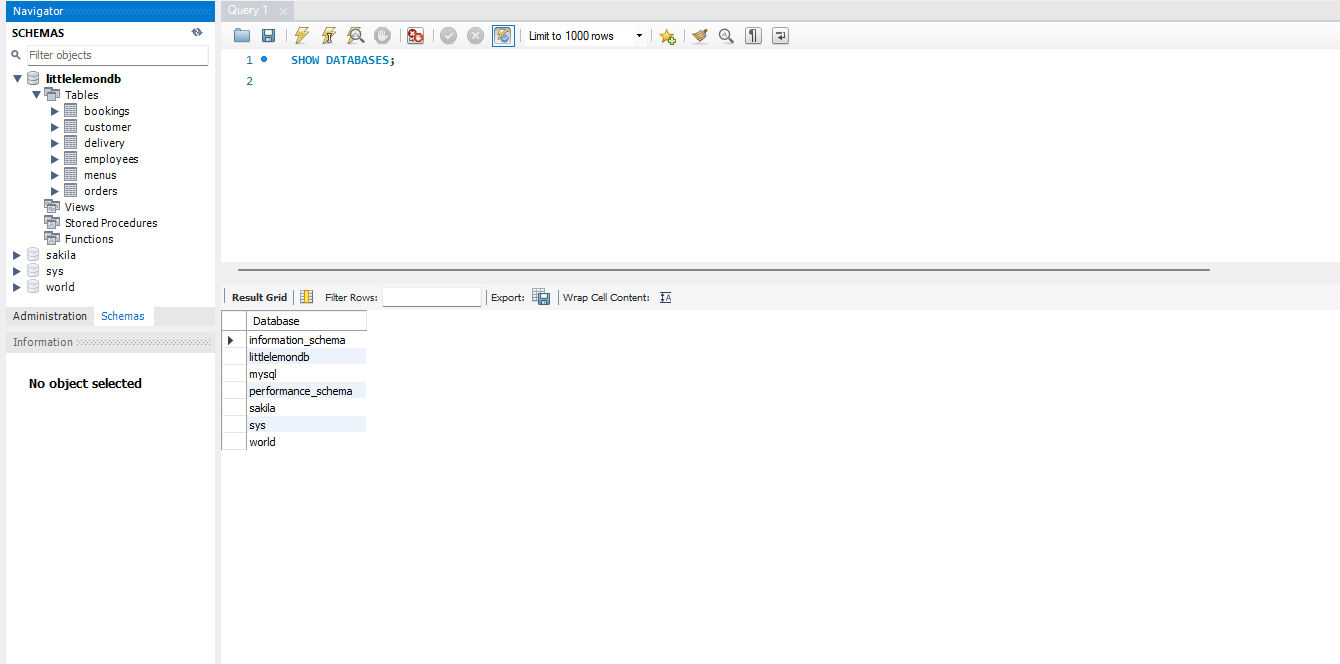 Navigator
SCHEMAS
Filter objects
littlelemondb
Tables
bookings
customer
delivery
employees
menus
orders
Views
Stored Procedures
Functions
sakila
sys
world
Administration Schemas
Information
No object selected
Query 1
Limit to 1000 rows
1 SHOW DATABASES;
2
Result Grid Filter Rows: Export: Wrap Cell Content:
Database
information_schema
littlelemondb
mysql
performance_schema
sakila
sys
world